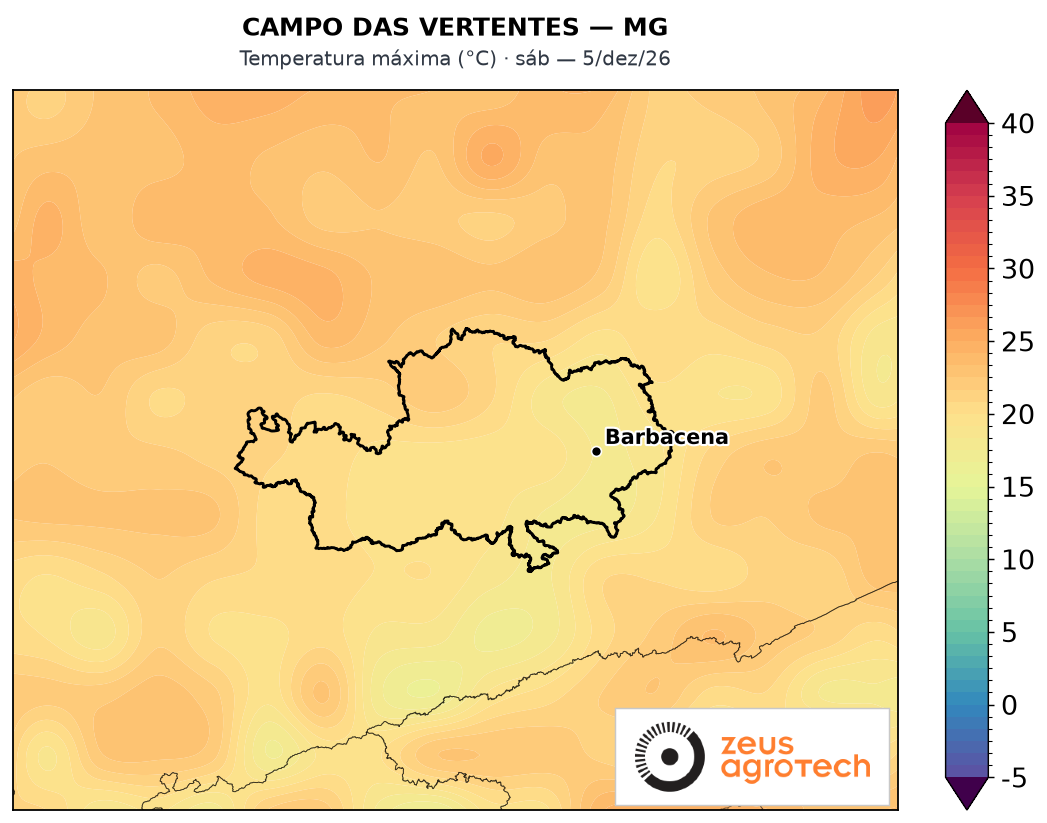 CAMPO DAS VERTENTES — MG
Temperatura máxima (°C) · sáb — 5/dez/26
40
35
30
25
20
15
10
5
0
-5
Barbacena
zeus
agrotech